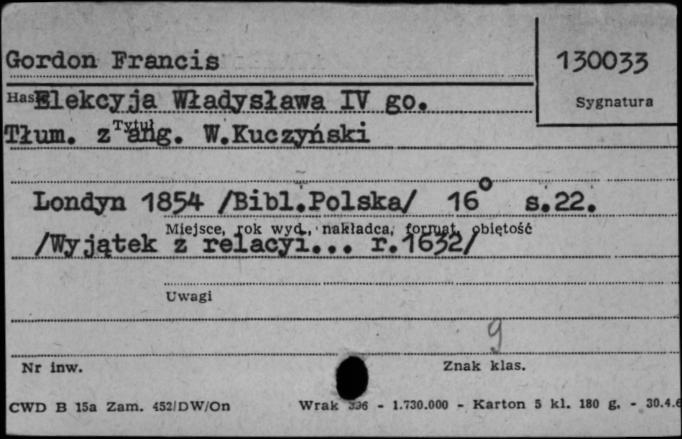 Gordon Francis
130033
Hasło Elekcyja Władysława IV go.
Sygnatura
Tytuł
Tłum. z ang. W.Kuczyński
Londyn 1854 /Bibl.Polska/ 16° s.22.
Miejsce, rok wyd., nakładca, format, objętość
/Wyjątek z relacyi... r.1632/
Uwagi
9
Nr inw.
Znak klas.
CWD B 15a Zam. 452/DW/On Wrak 396 - 1.730.000 - Karton 5 kl. 180 g. - 30.4.6